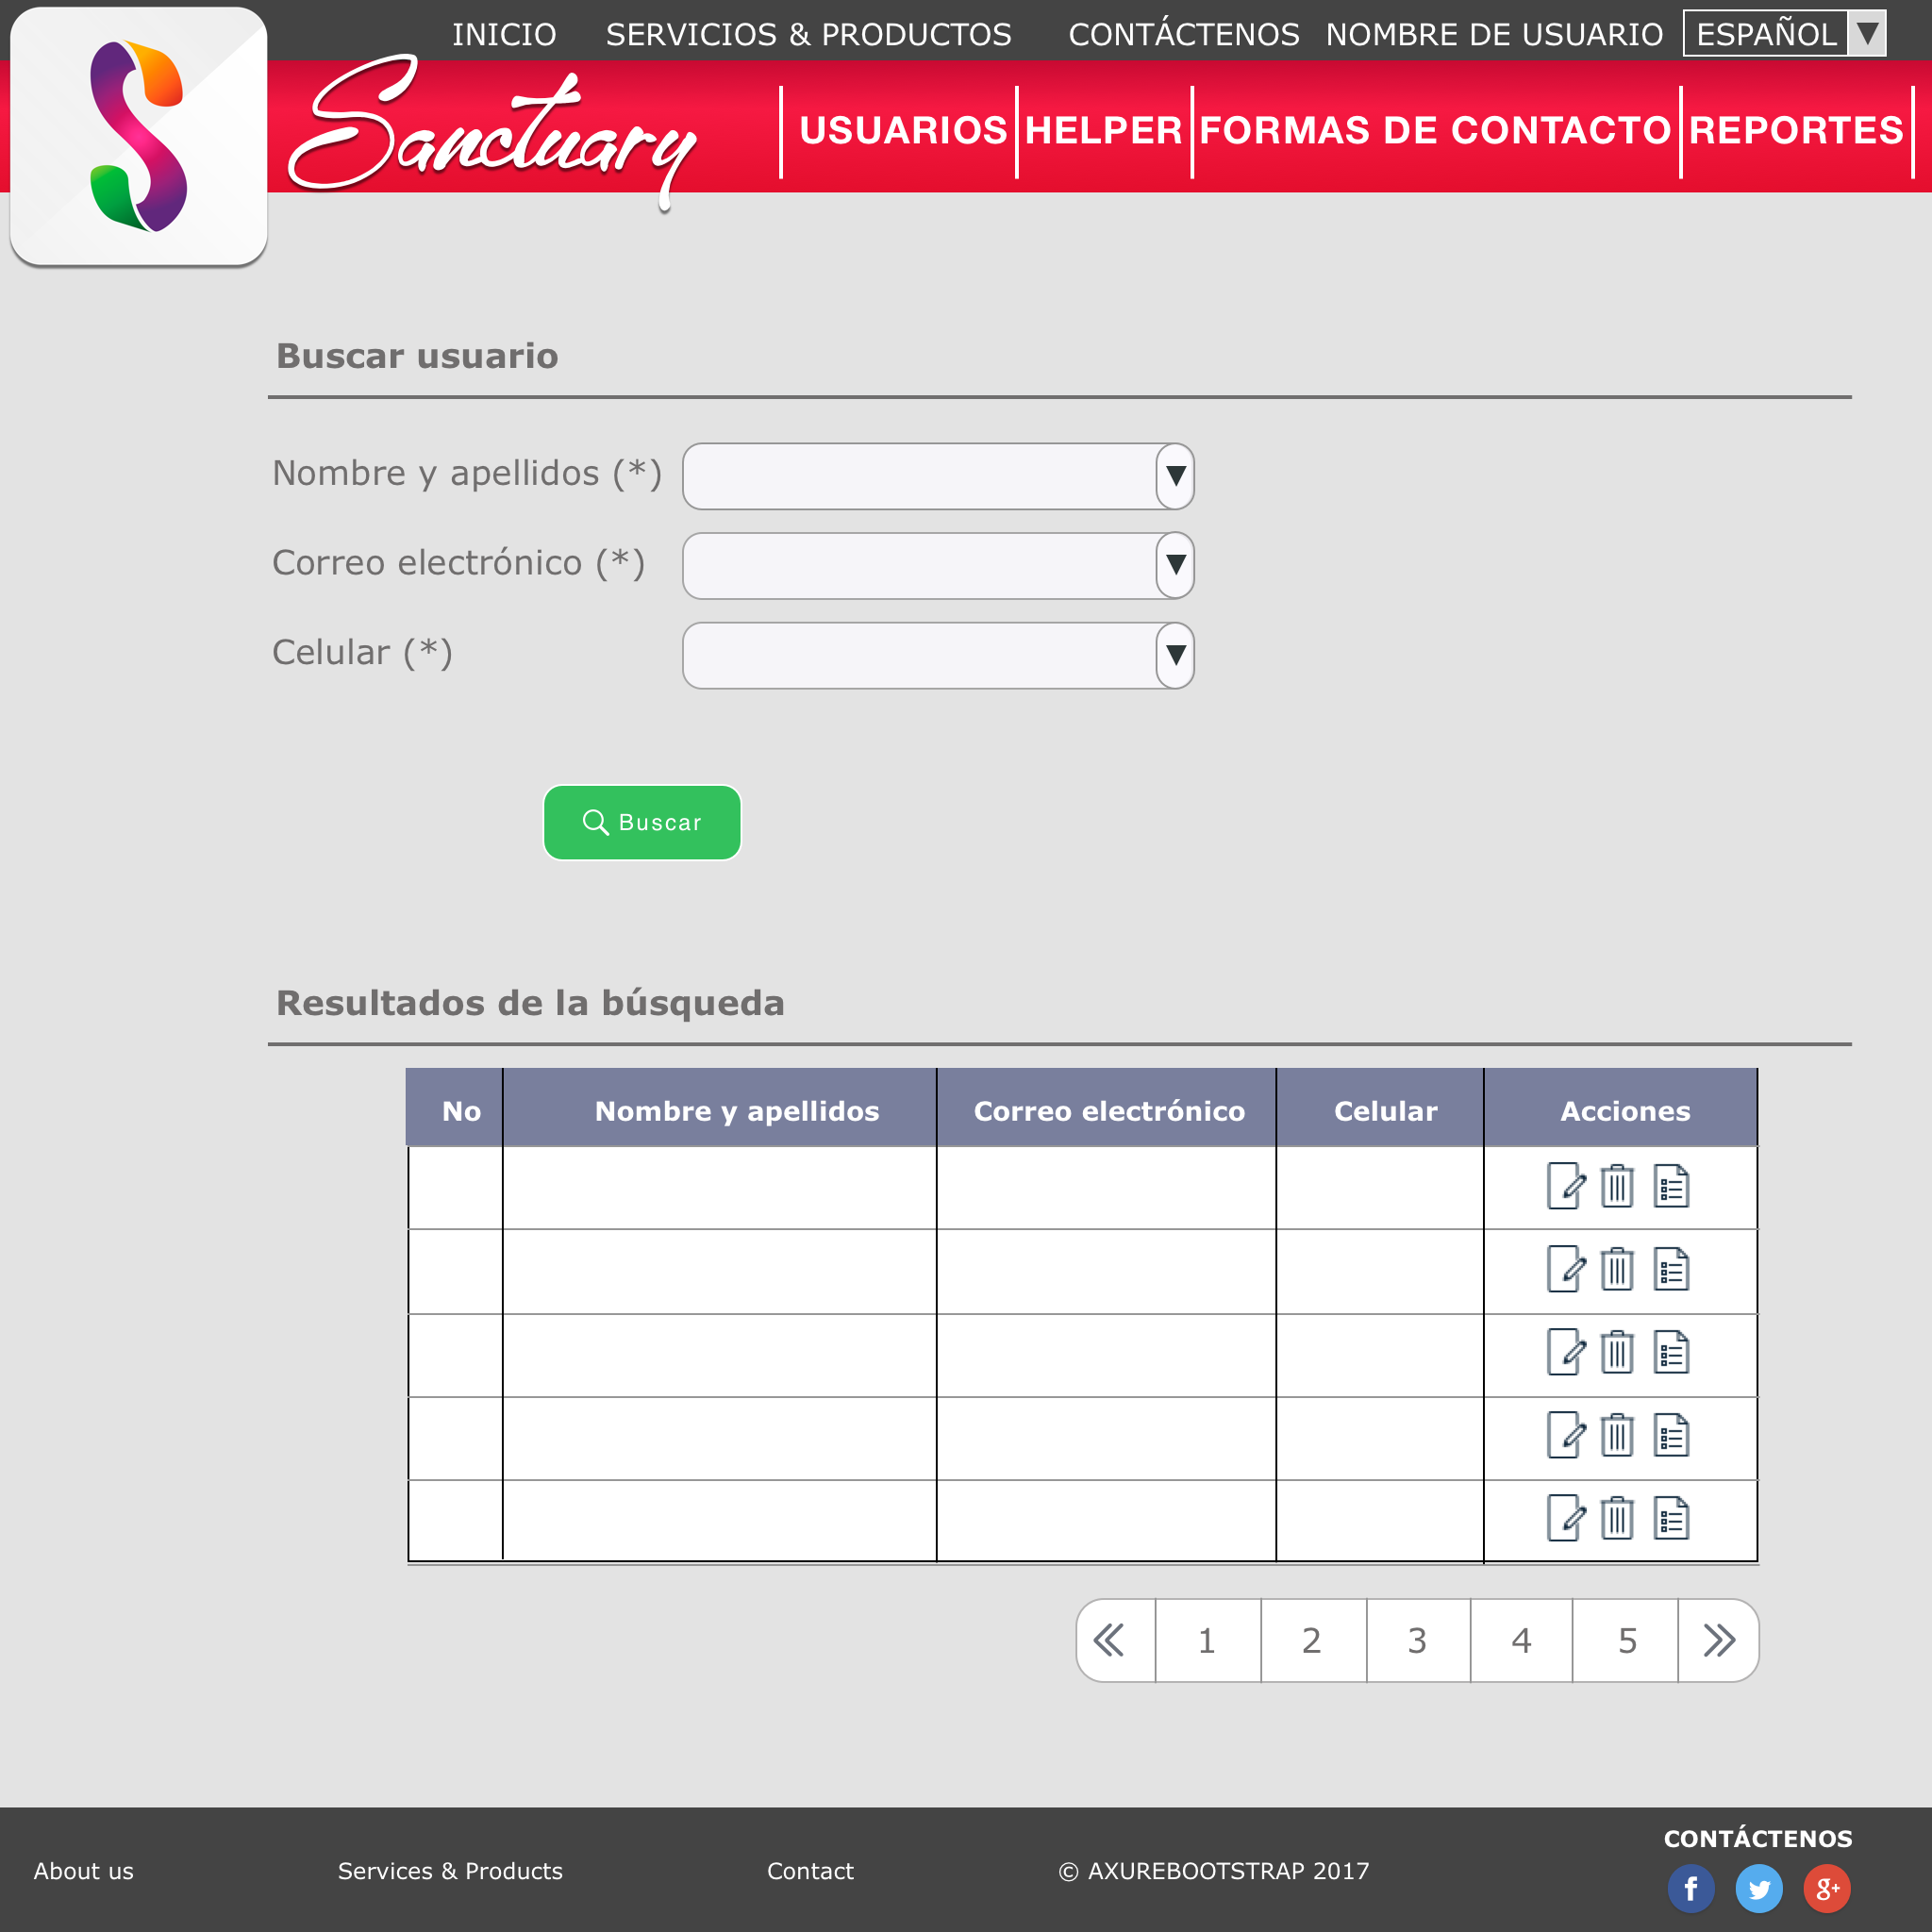 INICIO SERVICIOS & PRODUCTOS CONTÁCTENOS NOMBRE DE USUARIO ESPAÑOL
Sanctuary
USUARIOS HELPER FORMAS DE CONTACTO REPORTES
Buscar usuario
Nombre y apellidos (*)
Correo electrónico (*)
Celular (*)
Buscar
Resultados de la búsqueda
No Nombre y apellidos Correo electrónico Celular Acciones
1 2 3 4 5
CONTÁCTENOS
About us Services & Products Contact © AXUREBOOTSTRAP 2017
f g+